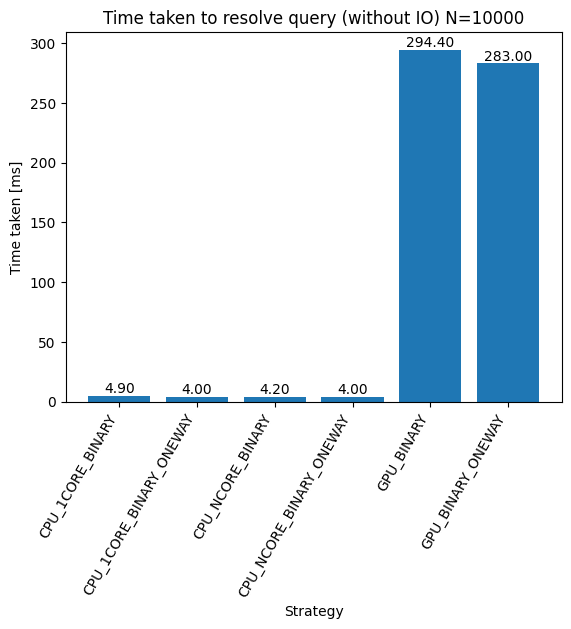 Time taken to resolve query (without IO) N=10000
Time taken [ms]
300
250
200
150
100
50
0
4.90
4.00
4.20
4.00
294.40
283.00
CPU_1CORE_BINARY
CPU_1CORE_BINARY_ONEWAY
CPU_NCORE_BINARY
CPU_NCORE_BINARY_ONEWAY
GPU_BINARY
GPU_BINARY_ONEWAY
Strategy